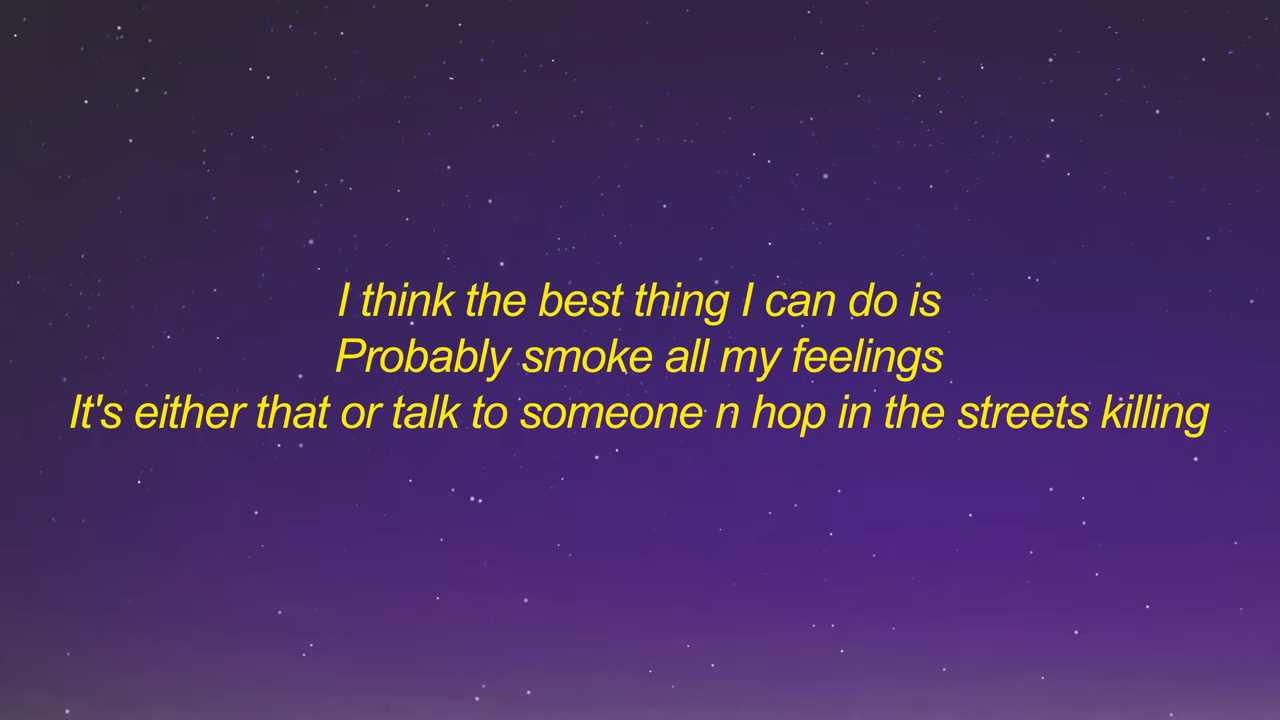 I think the best thing I can do is
Probably smoke all my feelings
It's either that or talk to someone n hop in the streets killing